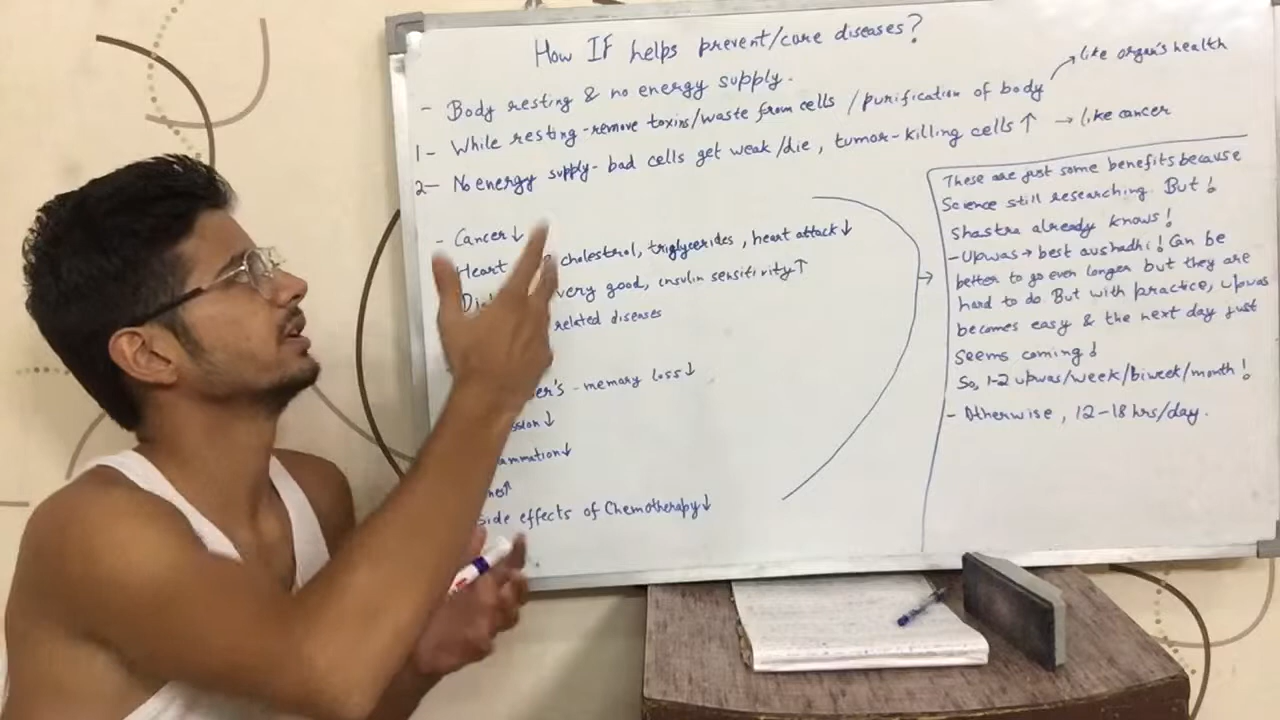 How IF helps prevent/cure diseases?
- Body resting & no energy supply.
1- While resting - remove toxins/waste from cells / purification of body → like organ's health
2- No energy supply - bad cells get weak/die, tumor-killing cells ↑ → like cancer
- Cancer ↓
Heart cholestrol, triglycerides, heart attack ↓
very good, insulin sensitivity ↑
related diseases
er's - memory loss ↓
ssion ↓
ammation ↓
side effects of Chemotherapy ↓
These are just some benefits because
Science still researching. But!
Shastra already knows!
- Upwas → best aushadhi! Can be
better to go even longer but they are
hard to do. But with practice, upwas
becomes easy & the next day just
Seems coming!
So, 1-2 upwas/week/biweek/month!
- Otherwise, 12-18 hrs/day.